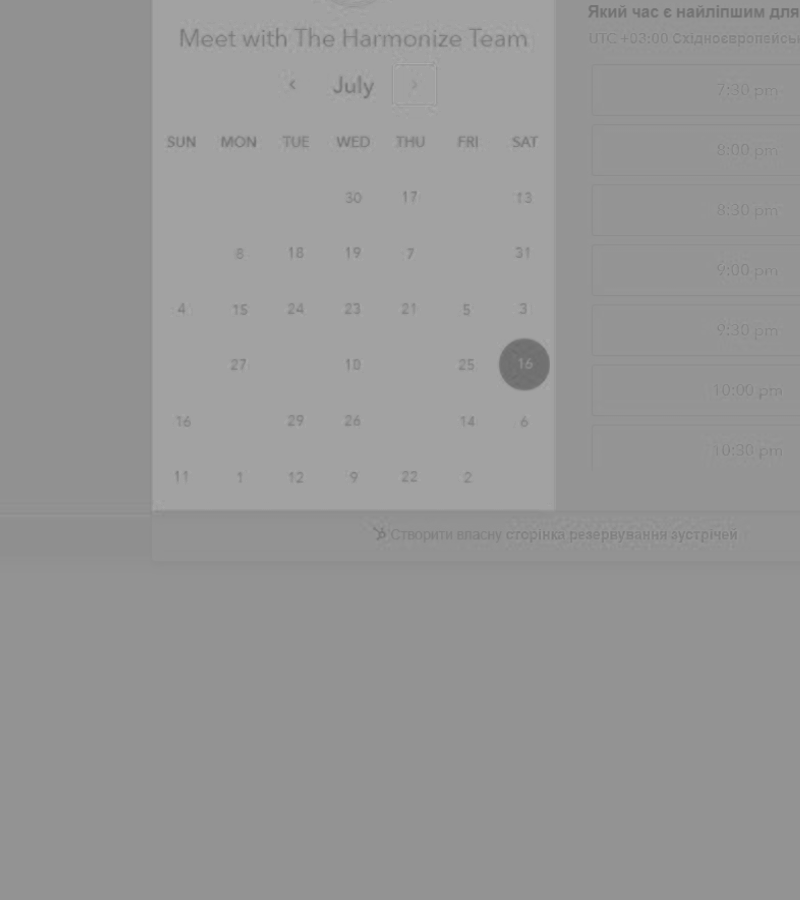 Meet with The Harmonize Team
July
SUN MON TUE WED THU FRI SAT
30 17 13
8 18 19 7 31
4 15 24 23 21 5 3
27 10 25 16
16 29 26 14 6
11 1 12 9 22 2
Який час є найліпшим для
UTC +03:00
7:30 pm
8:00 pm
8:30 pm
9:00 pm
9:30 pm
10:00 pm
10:30 pm
Створити власну сторінка резервування зустрічей